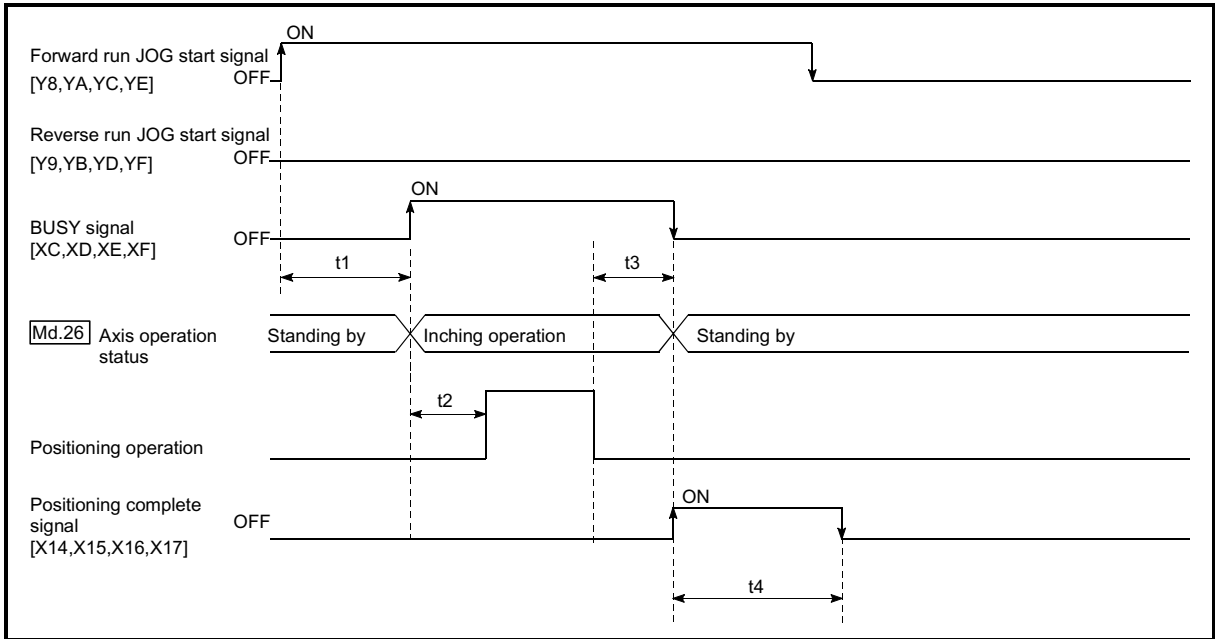 ON
Forward run JOG start signal
[Y8,YA,YC,YE] OFF
Reverse run JOG start signal
[Y9,YB,YD,YF] OFF
ON
BUSY signal
[XC,XD,XE,XF] OFF
t1 t3
Md.26 Axis operation status Standing by Inching operation Standing by
t2
Positioning operation
Positioning complete
signal
[X14,X15,X16,X17] OFF
ON
t4